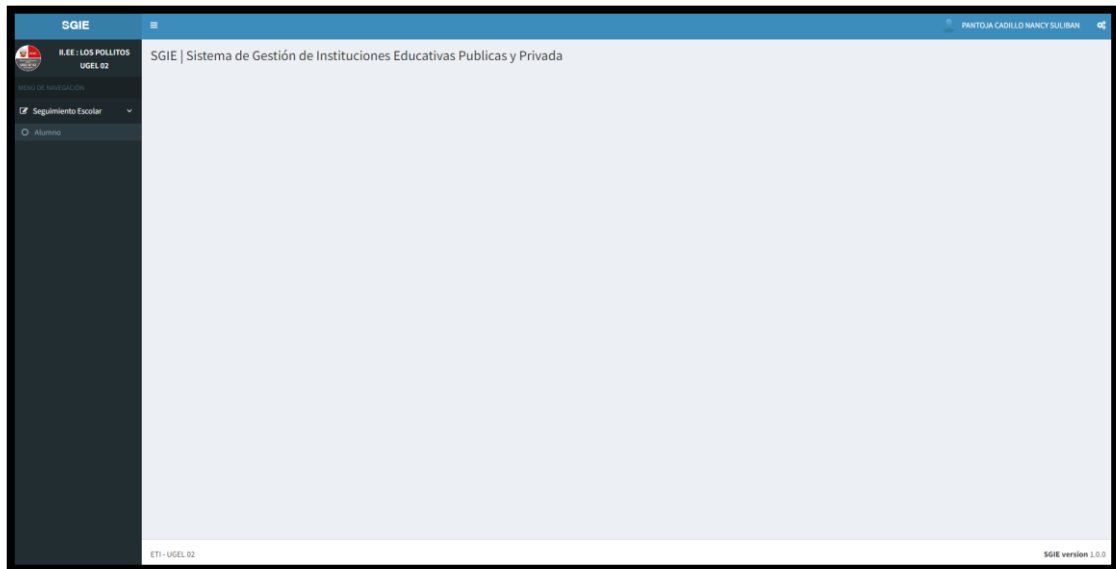 SGIE
PANTOJA CADILLO NANCY SULIBAN
II.EE : LOS POLLITOS
UGEL 02
SGIE | Sistema de Gestión de Instituciones Educativas Publicas y Privada
MENÚ DE NAVEGACIÓN
Seguimiento Escolar
Alumno
ETI - UGEL 02
SGIE version 1.0.0